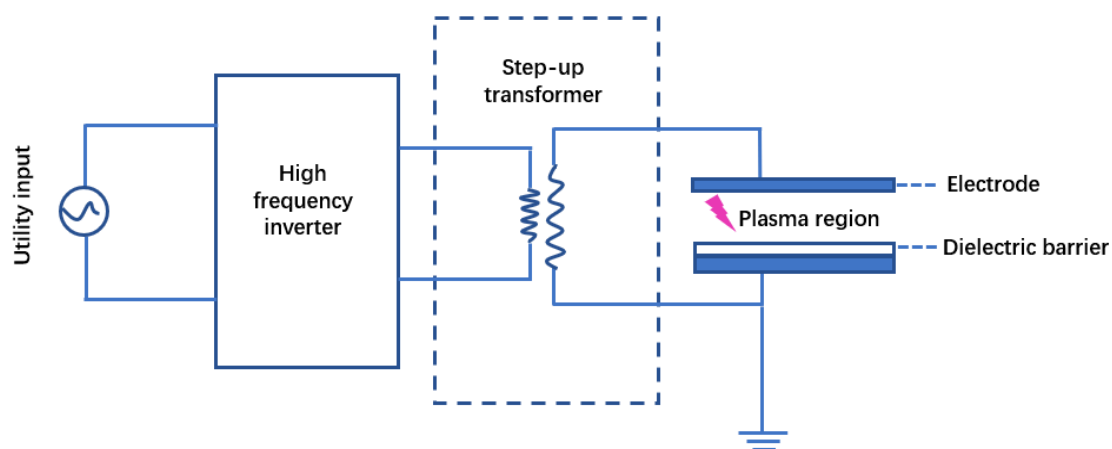 Utility input
High
frequency
inverter
Step-up
transformer
Electrode
Plasma region
Dielectric barrier